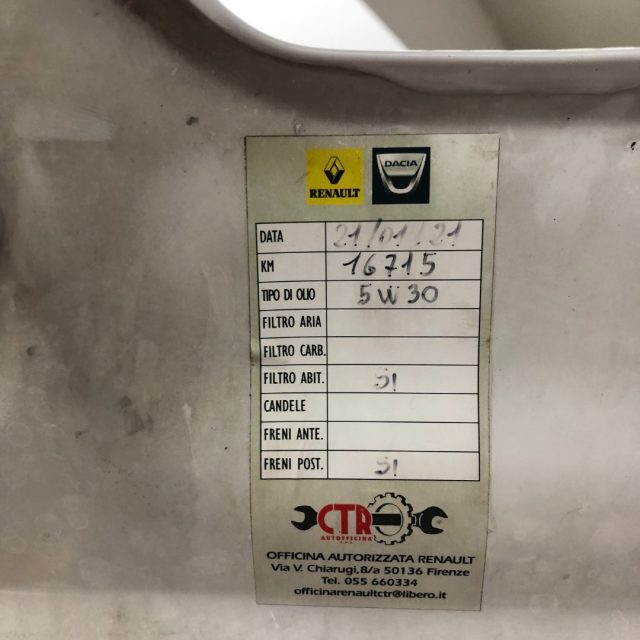 RENAULT
DACIA
DATA 21/01/21
KM 16715
TIPO DI OLIO 5W30
FILTRO ARIA
FILTRO CARB.
FILTRO ABIT. SI
CANDELE
FRENI ANTE.
FRENI POST. SI
CTR
AUTOFFICINA
OFFICINA AUTORIZZATA RENAULT
Via V. Chiarugi,8/a 50136 Firenze
Tel. 055 660334
officinarenaultctr@libero.it